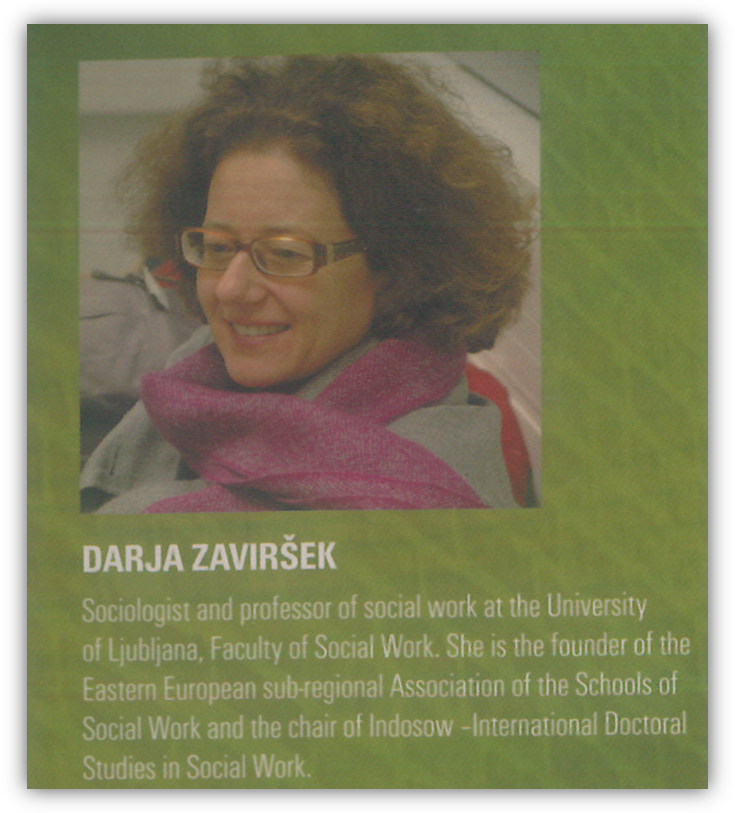 DARJA ZAVIRŠEK
Sociologist and professor of social work at the University
of Ljubljana, Faculty of Social Work. She is the founder of the
Eastern European sub-regional Association of the Schools of
Social Work and the chair of Indosow –International Doctoral
Studies in Social Work.